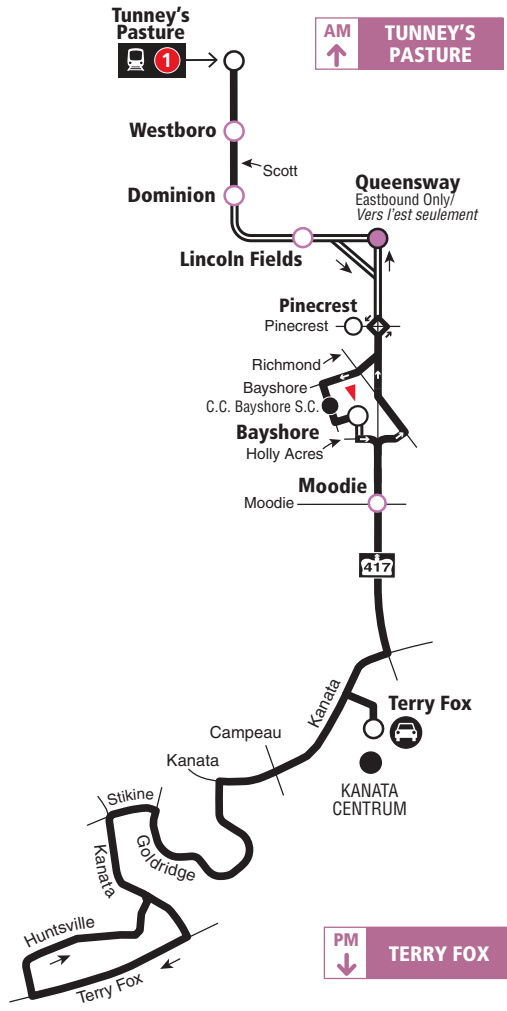 Tunney's
Pasture
1
AM
TUNNEY'S
PASTURE
Westboro
Scott
Dominion
Queensway
Eastbound Only/
Vers l'est seulement
Lincoln Fields
Pinecrest
Pinecrest
Richmond
Bayshore
C.C. Bayshore S.C.
Bayshore
Holly Acres
Moodie
Moodie
417
Kanata
Terry Fox
Campeau
Kanata
KANATA
CENTRUM
Stikine
Goldridge
Kanata
Huntsville
Terry Fox
PM
TERRY FOX